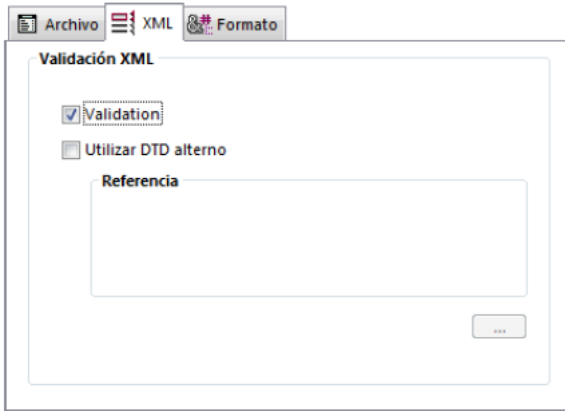 Archivo XML Formato
Validación XML
Validation
Utilizar DTD alterno
Referencia
...